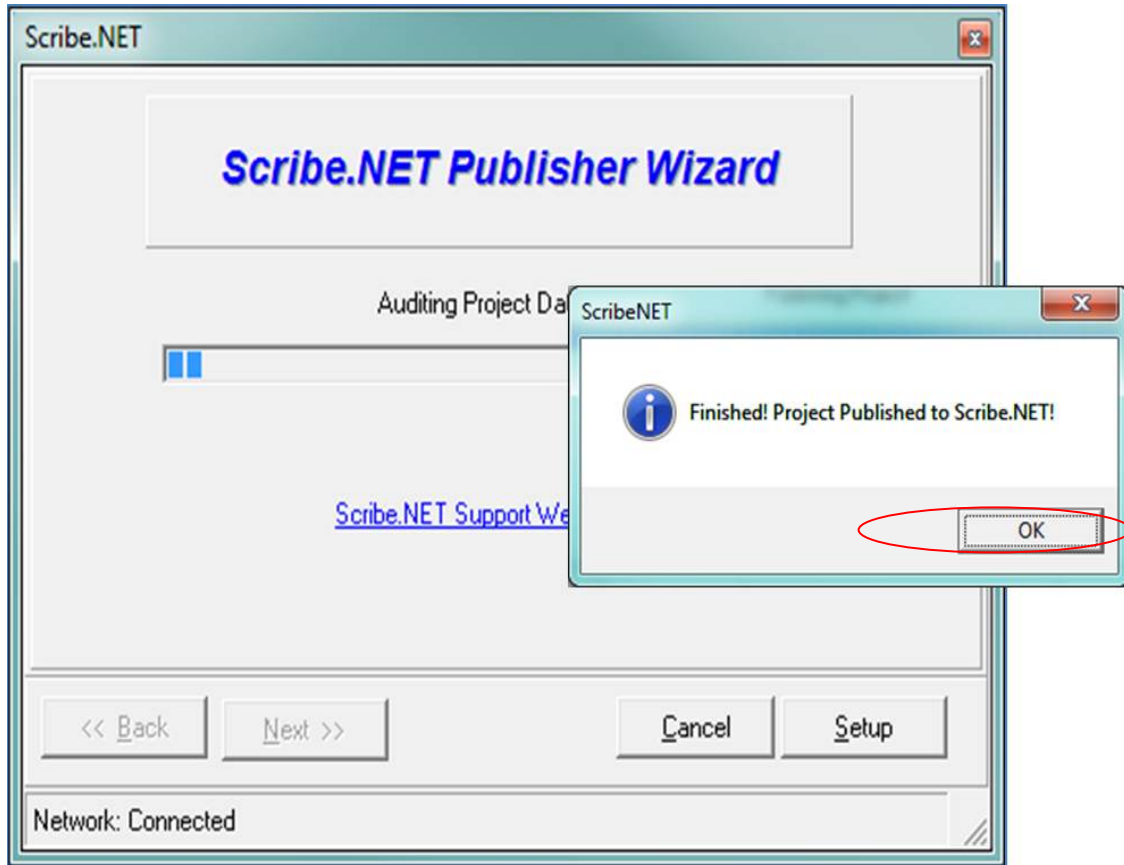 Scribe.NET
Scribe.NET Publisher Wizard
Auditing Project Da
ScribeNET
Finished! Project Published to Scribe.NET!
OK
Scribe.NET Support We
<< Back
Next >>
Cancel
Setup
Network: Connected